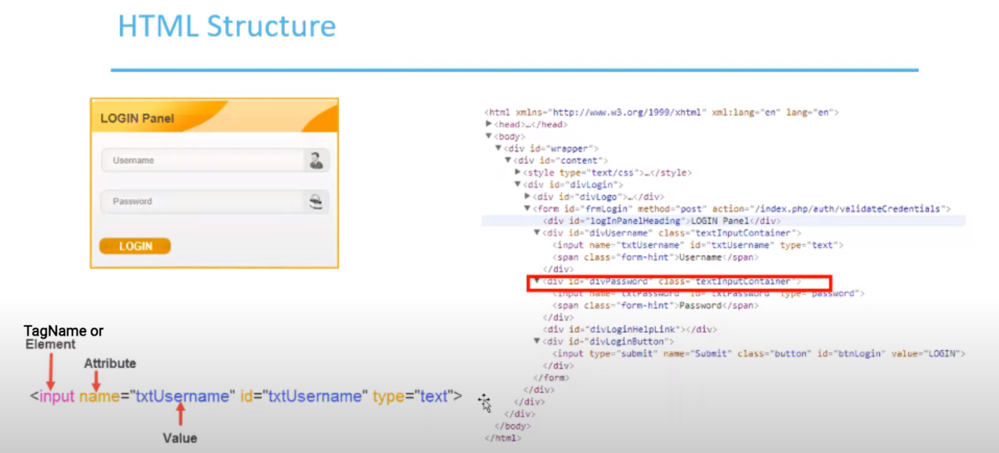 HTML Structure
LOGIN Panel
Username
Password
LOGIN
TagName or
Element
Attribute
<input name="txtUsername" id="txtUsername" type="text">
Value
<html xmlns="http://www.w3.org/1999/xhtml" xml:lang="en" lang="en">
▶<head>…</head>
▼<body>
▼<div id="wrapper">
▼<div id="content">
▶<style type="text/css">…</style>
▼<div id="divLogin">
▶<div id="divLogo">…</div>
▼<form id="frmLogin" method="post" action="/index.php/auth/validateCredentials">
<div id="logInPanelHeading">LOGIN Panel</div>
▼<div id="divUsername" class="textInputContainer">
<input name="txtUsername" id="txtUsername" type="text">
<span class="form-hint">Username</span>
</div>
▼<div id="divPassword" class="textInputContainer">
<input name="txtPassword" id="txtPassword" type="password">
<span class="form-hint">Password</span>
</div>
<div id="divLoginHelpLink"></div>
▼<div id="divLoginButton">
<input type="submit" name="Submit" class="button" id="btnLogin" value="LOGIN">
</div>
</form>
</div>
</div>
</div>
</body>
</html>